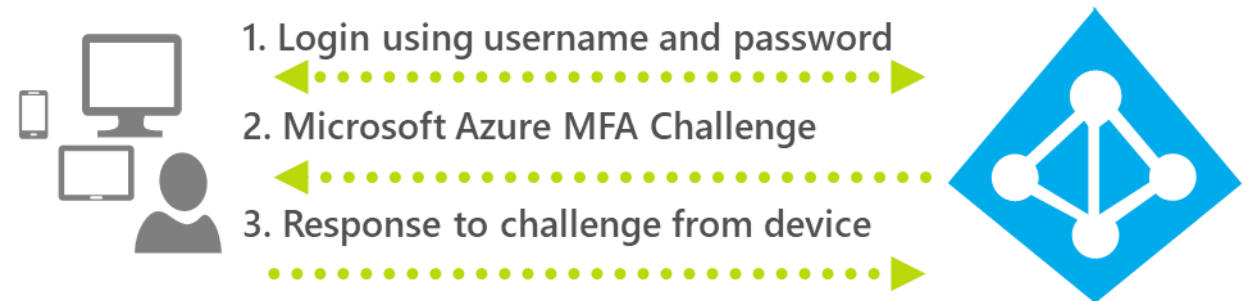 1. Login using username and password
2. Microsoft Azure MFA Challenge
3. Response to challenge from device